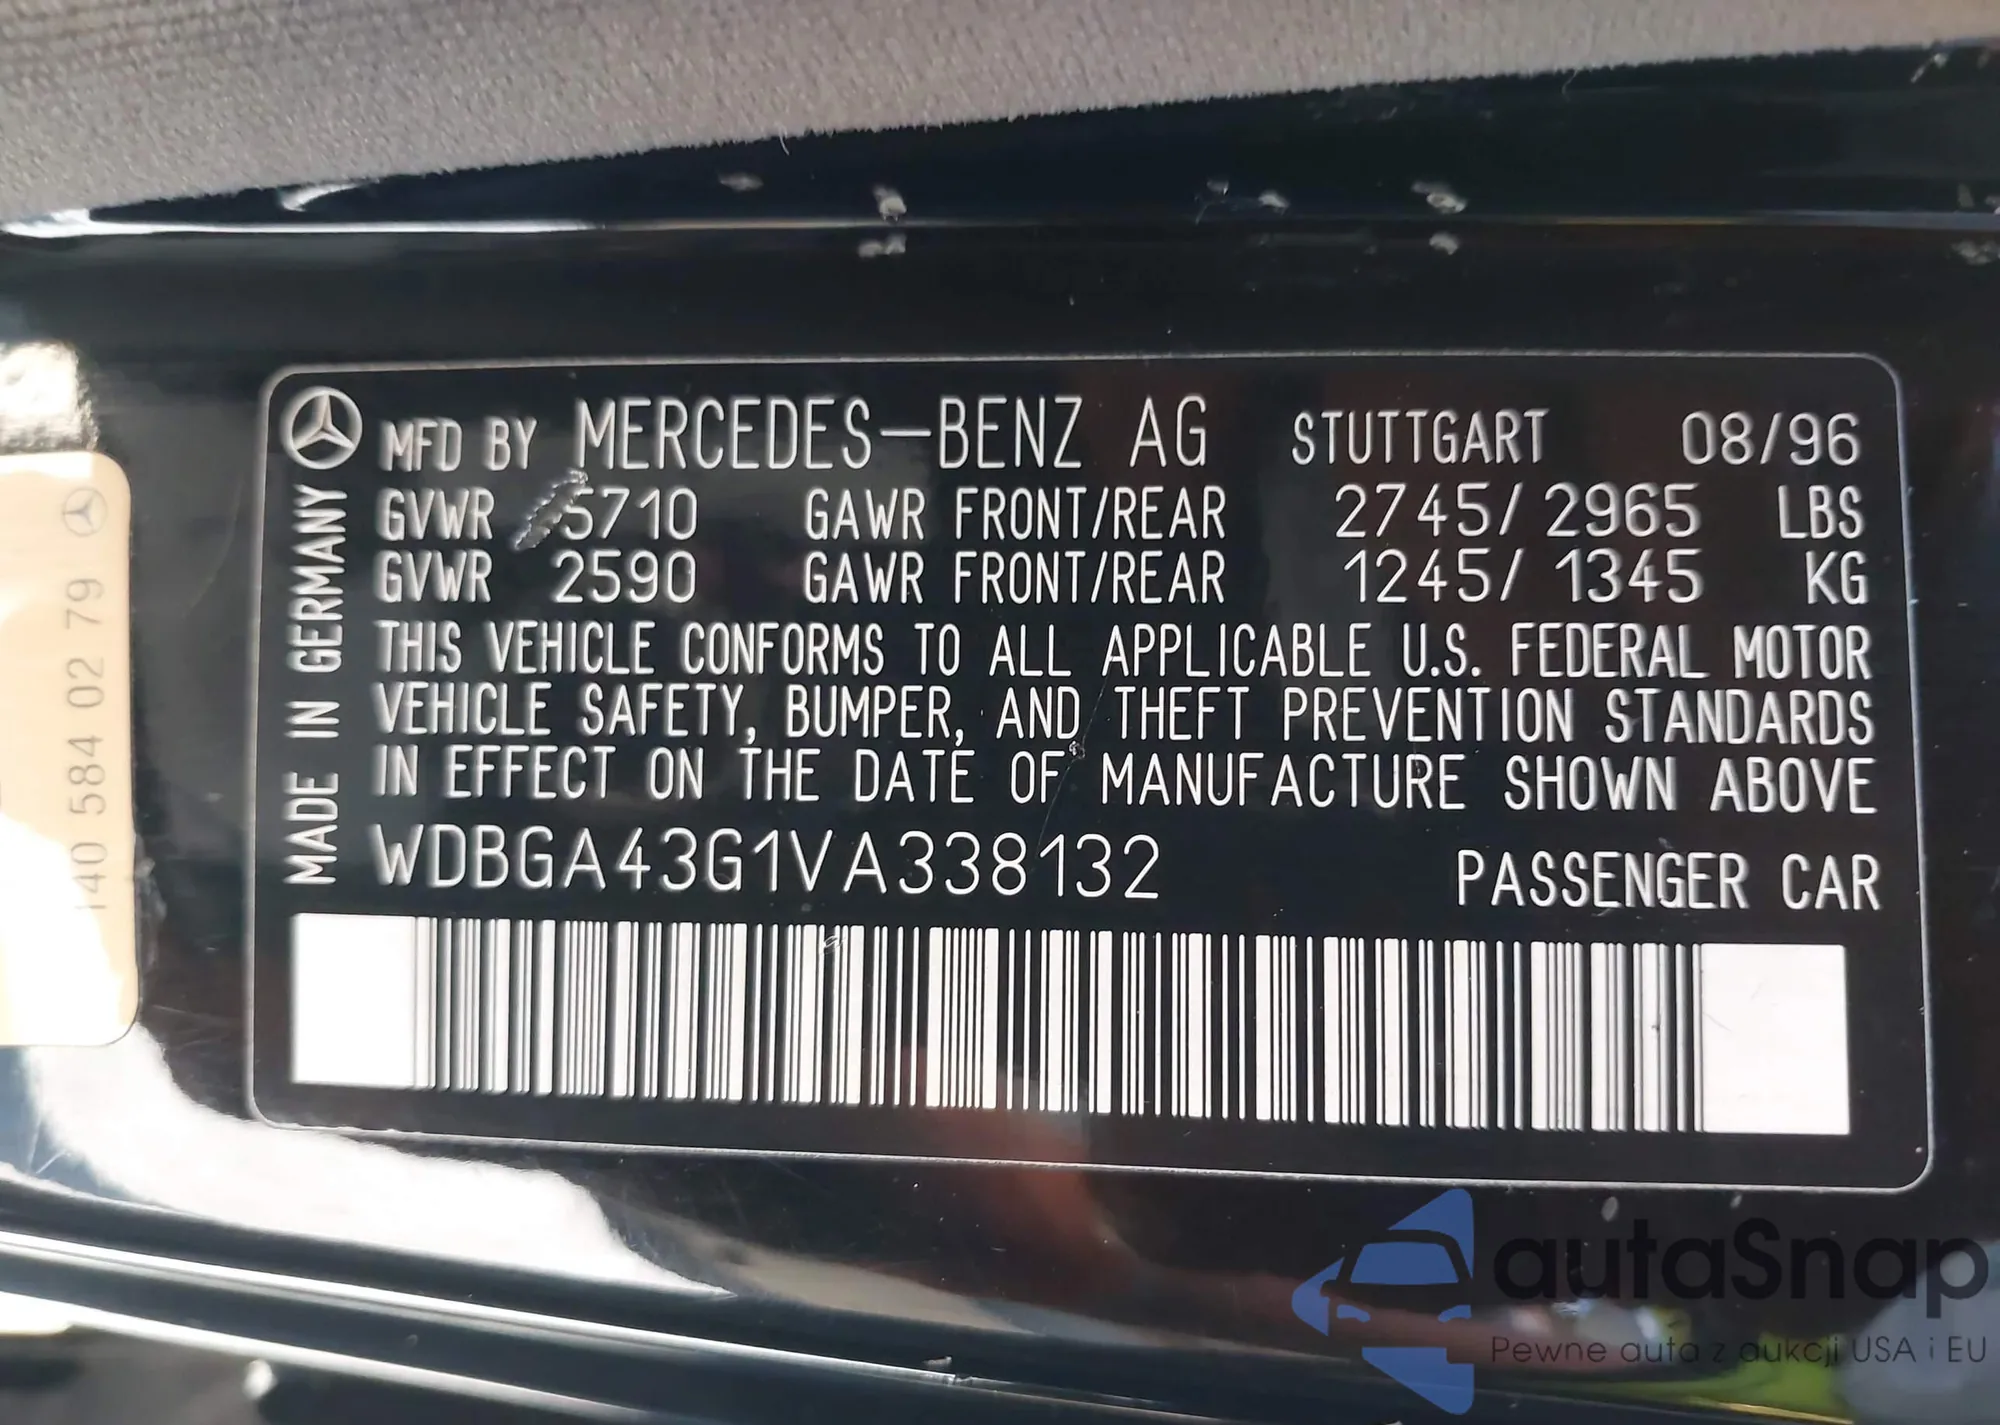 MFD BY MERCEDES-BENZ AG STUTTGART 08/96
GVWR 5710 GAWR FRONT/REAR 2745/2965 LBS
GVWR 2590 GAWR FRONT/REAR 1245/1345 KG
THIS VEHICLE CONFORMS TO ALL APPLICABLE U.S. FEDERAL MOTOR
VEHICLE SAFETY, BUMPER, AND THEFT PREVENTION STANDARDS
IN EFFECT ON THE DATE OF MANUFACTURE SHOWN ABOVE
WDBGA43G1VA338132 PASSENGER CAR
MADE IN GERMANY
140 584 02 79
autaSnap
Pewne auta z aukcji USA i EU